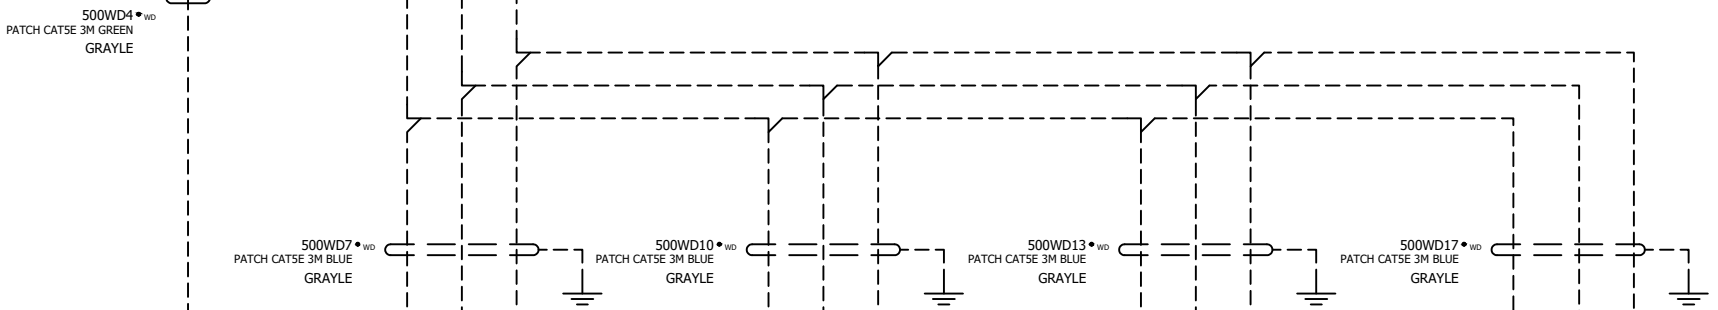 500WD4 WD
PATCH CAT5E 3M GREEN
GRAYLE
500WD7 WD
PATCH CAT5E 3M BLUE
GRAYLE
500WD10 WD
PATCH CAT5E 3M BLUE
GRAYLE
500WD13 WD
PATCH CAT5E 3M BLUE
GRAYLE
500WD17 WD
PATCH CAT5E 3M BLUE
GRAYLE